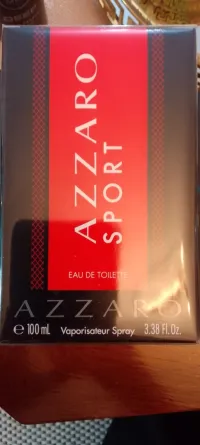 AZZARO
SPORT
EAU DE TOILETTE
AZZARO
℮ 100 mL Vaporisateur Spray 3.38 Fl. Oz.